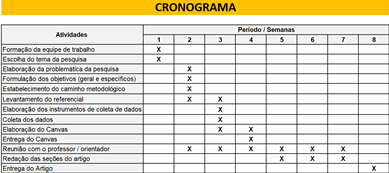 CRONOGRAMA
Atividades Período / Semanas
1 2 3 4 5 6 7 8
Formação da equipe de trabalho X
Escolha do tema da pesquisa X
Elaboração da problemática da pesquisa X
Formulação dos objetivos (geral e específicos) X
Estabelecimento do caminho metodológico X
Levantamento do referencial X X
Elaboração dos instrumentos de coleta de dados X
Coleta dos dados X
Elaboração do Canvas X X
Entrega do Canvas X
Reunião com o professor / orientador X X X X X X
Redação das seções do artigo X X X
Entrega do Artigo X